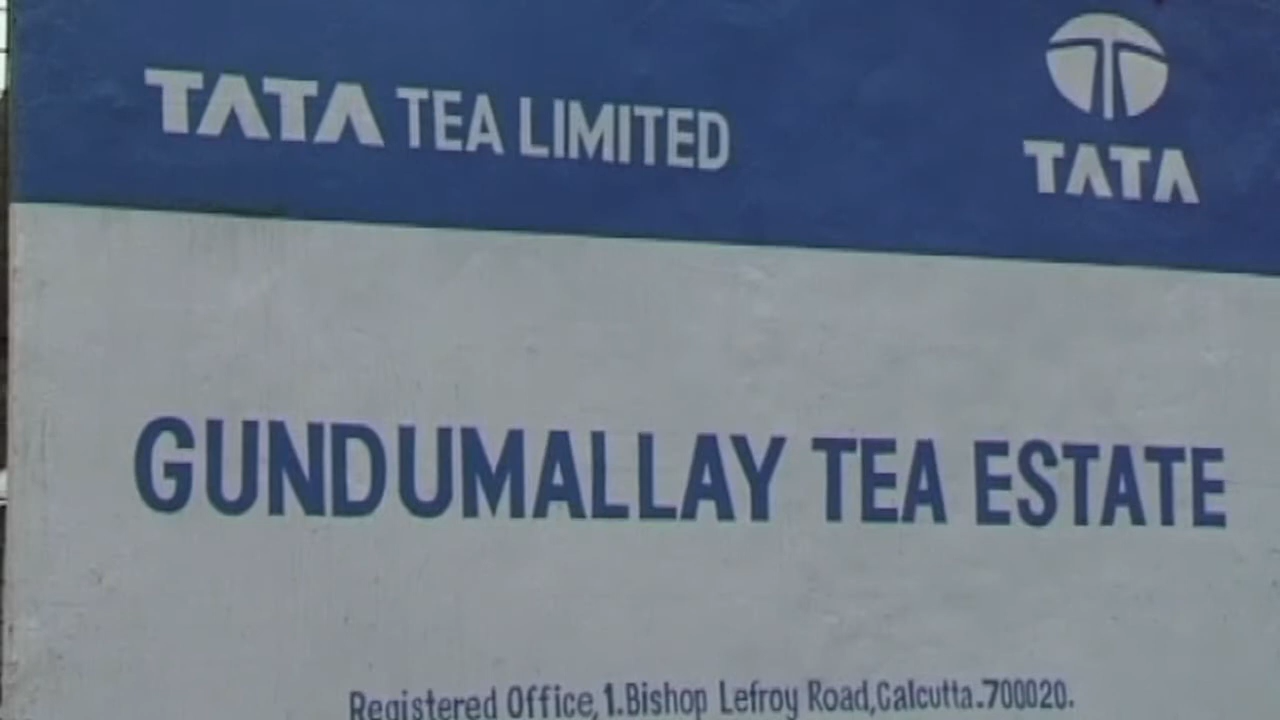 TATA TEA LIMITED
TATA
GUNDUMALLAY TEA ESTATE
Registered Office,1.Bishop Lefroy Road,Calcutta.700020.